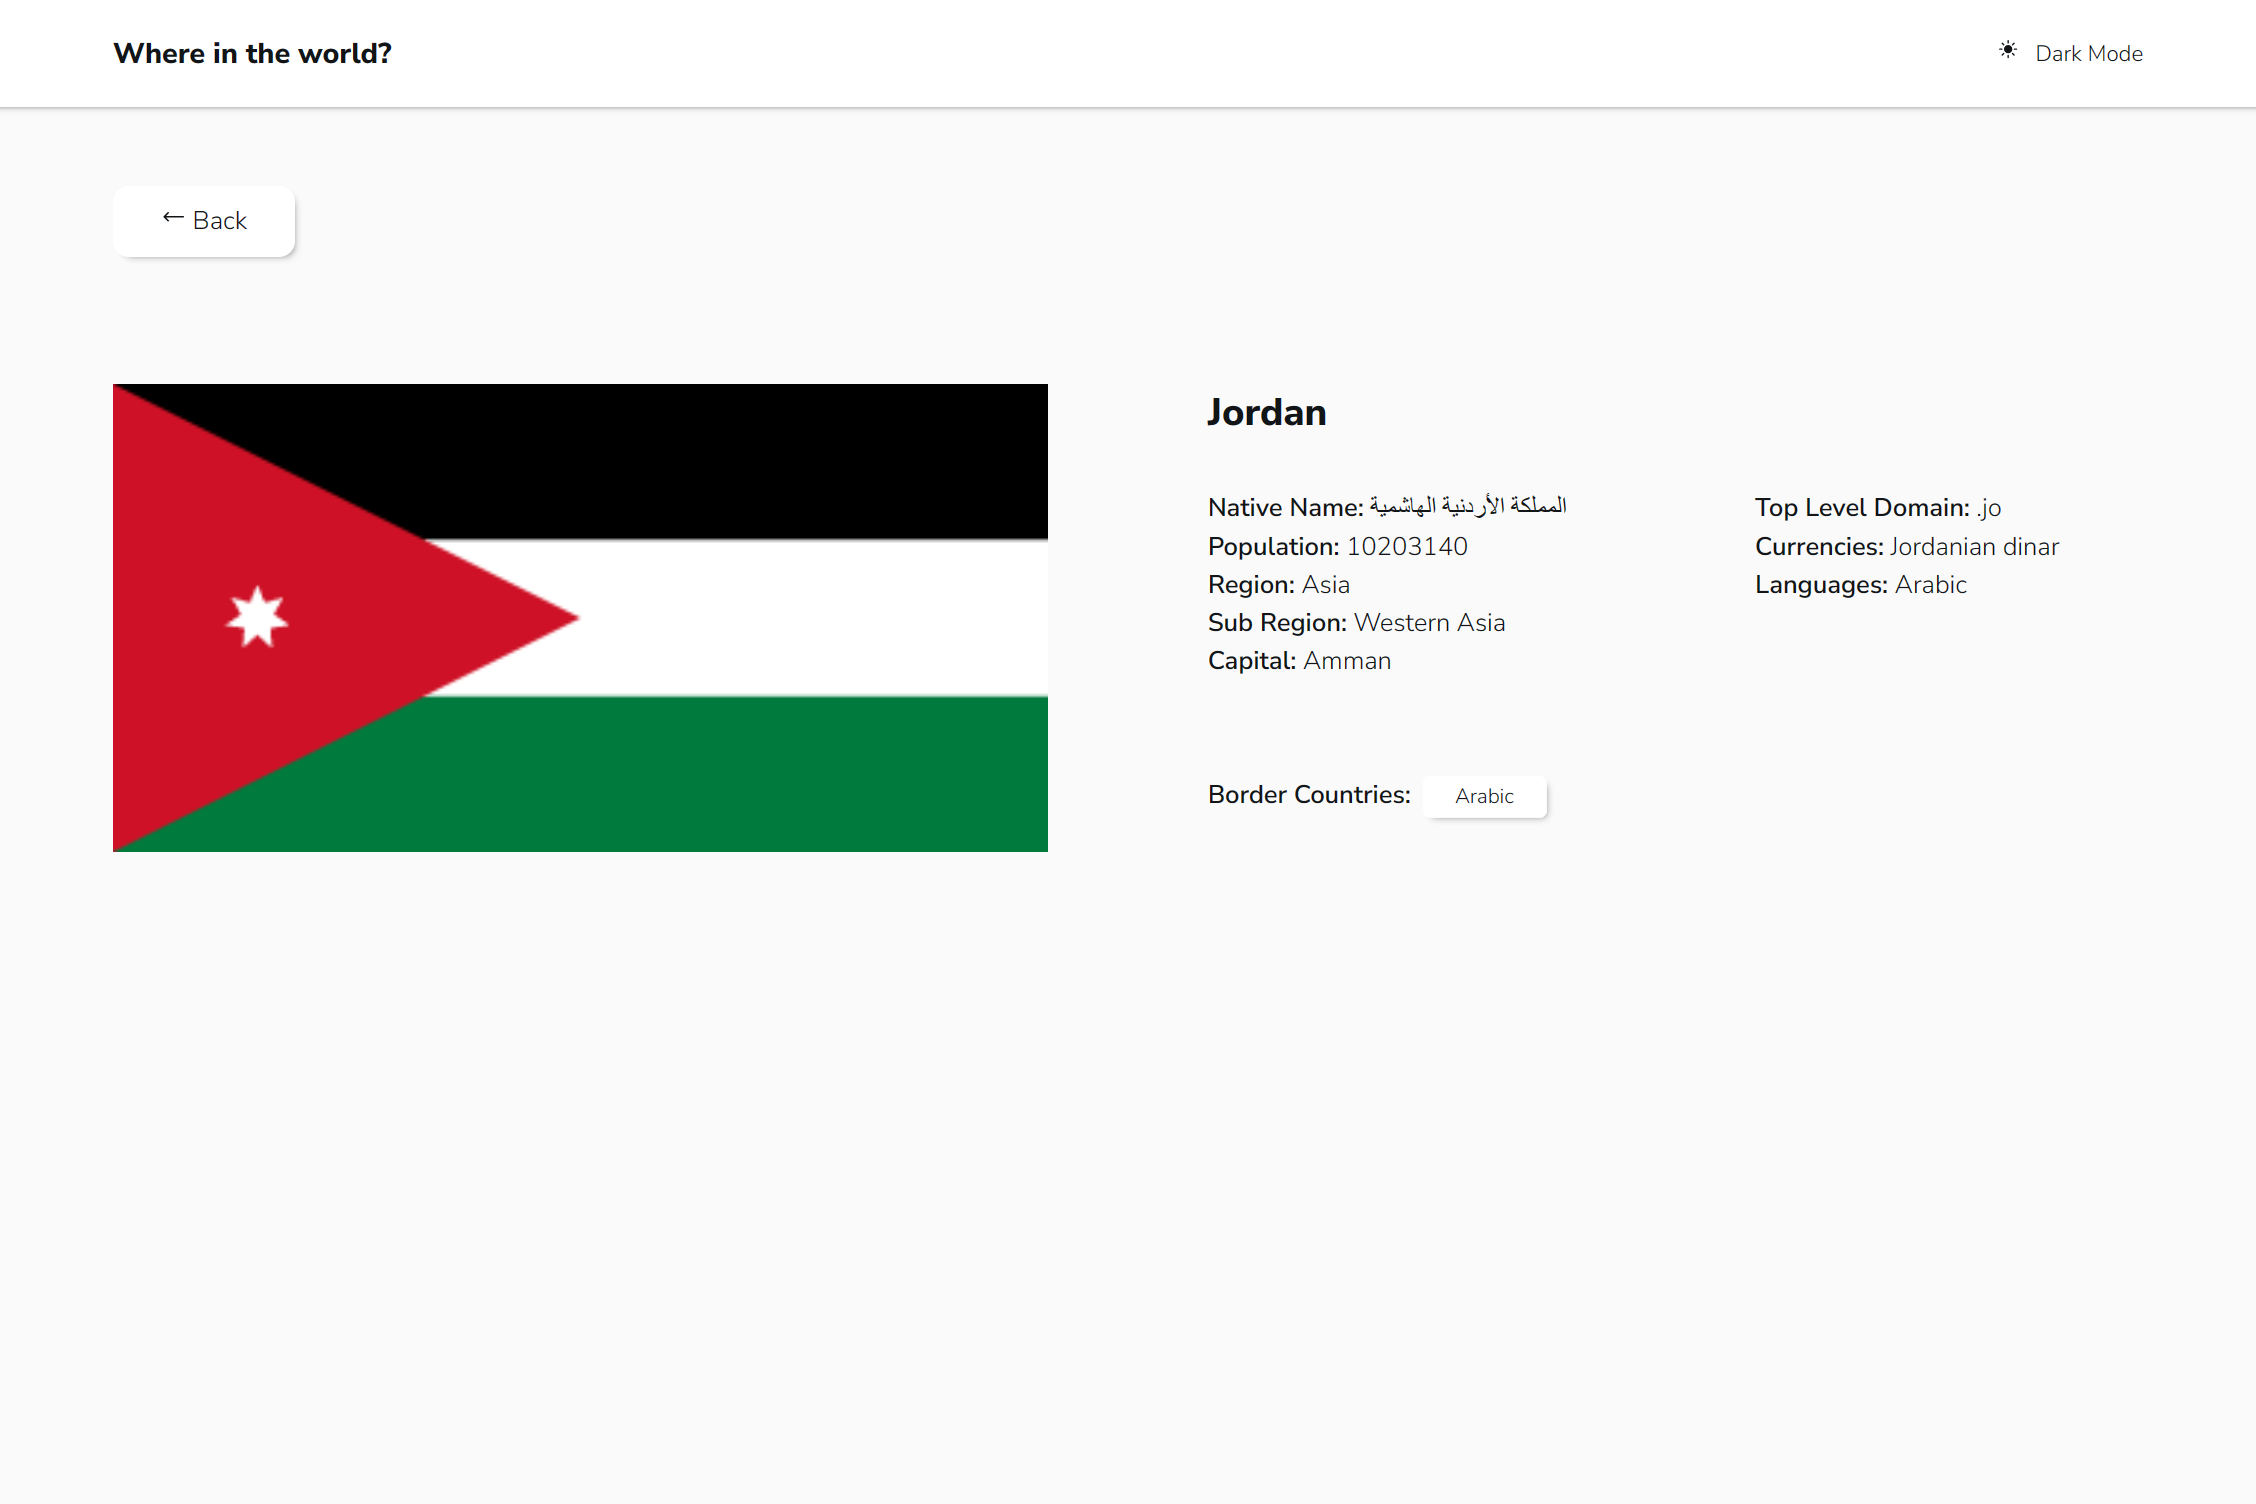 Where in the world?
Dark Mode
← Back
Jordan
Native Name: المملكة الأردنية الهاشمية
Population: 10203140
Region: Asia
Sub Region: Western Asia
Capital: Amman
Top Level Domain: .jo
Currencies: Jordanian dinar
Languages: Arabic
Border Countries: Arabic